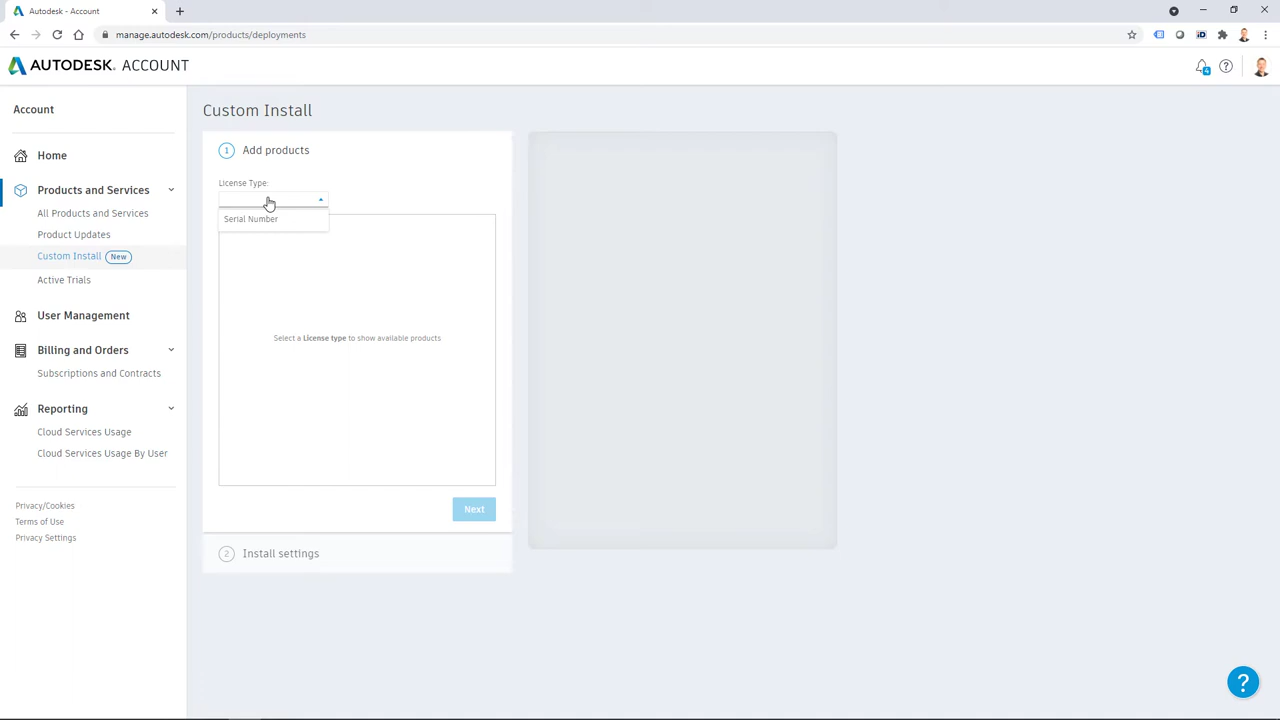 Autodesk - Account
manage.autodesk.com/products/deployments
AUTODESK. ACCOUNT
4
Account
Custom Install
Home
1 Add products
Products and Services
License Type:
All Products and Services
Serial Number
Product Updates
Custom Install New
Active Trials
User Management
Select a License type to show available products
Billing and Orders
Subscriptions and Contracts
Reporting
Cloud Services Usage
Cloud Services Usage By User
Privacy/Cookies
Next
Terms of Use
Privacy Settings
2 Install settings
?